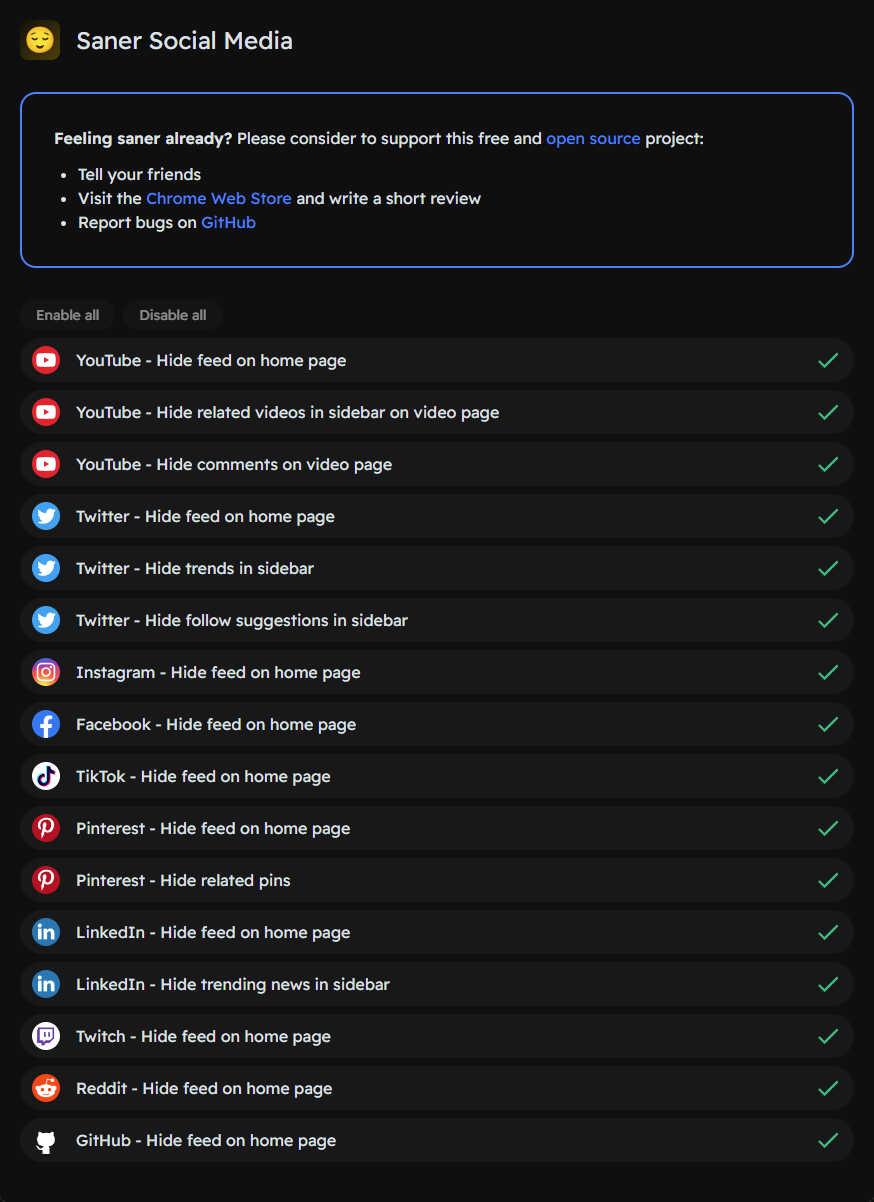 Saner Social Media
Feeling saner already? Please consider to support this free and open source project:
• Tell your friends
• Visit the Chrome Web Store and write a short review
• Report bugs on GitHub
Enable all Disable all
YouTube - Hide feed on home page
YouTube - Hide related videos in sidebar on video page
YouTube - Hide comments on video page
Twitter - Hide feed on home page
Twitter - Hide trends in sidebar
Twitter - Hide follow suggestions in sidebar
Instagram - Hide feed on home page
Facebook - Hide feed on home page
TikTok - Hide feed on home page
Pinterest - Hide feed on home page
Pinterest - Hide related pins
LinkedIn - Hide feed on home page
LinkedIn - Hide trending news in sidebar
Twitch - Hide feed on home page
Reddit - Hide feed on home page
GitHub - Hide feed on home page